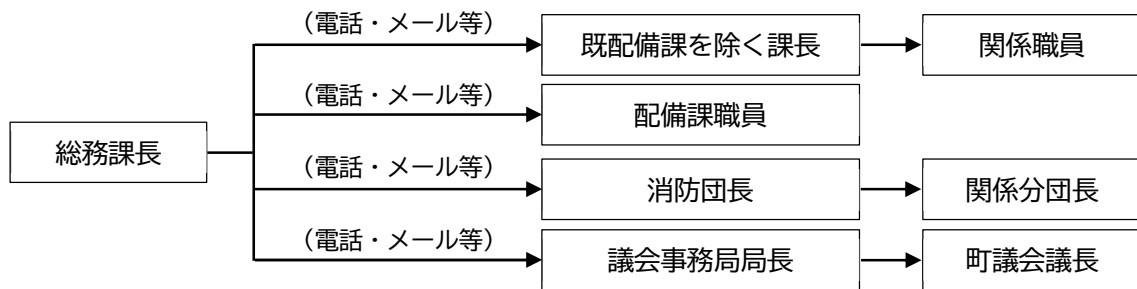 （電話・メール等）
既配備課を除く課長
関係職員
（電話・メール等）
配備課職員
総務課長
（電話・メール等）
消防団長
関係分団長
（電話・メール等）
議会事務局局長
町議会議長